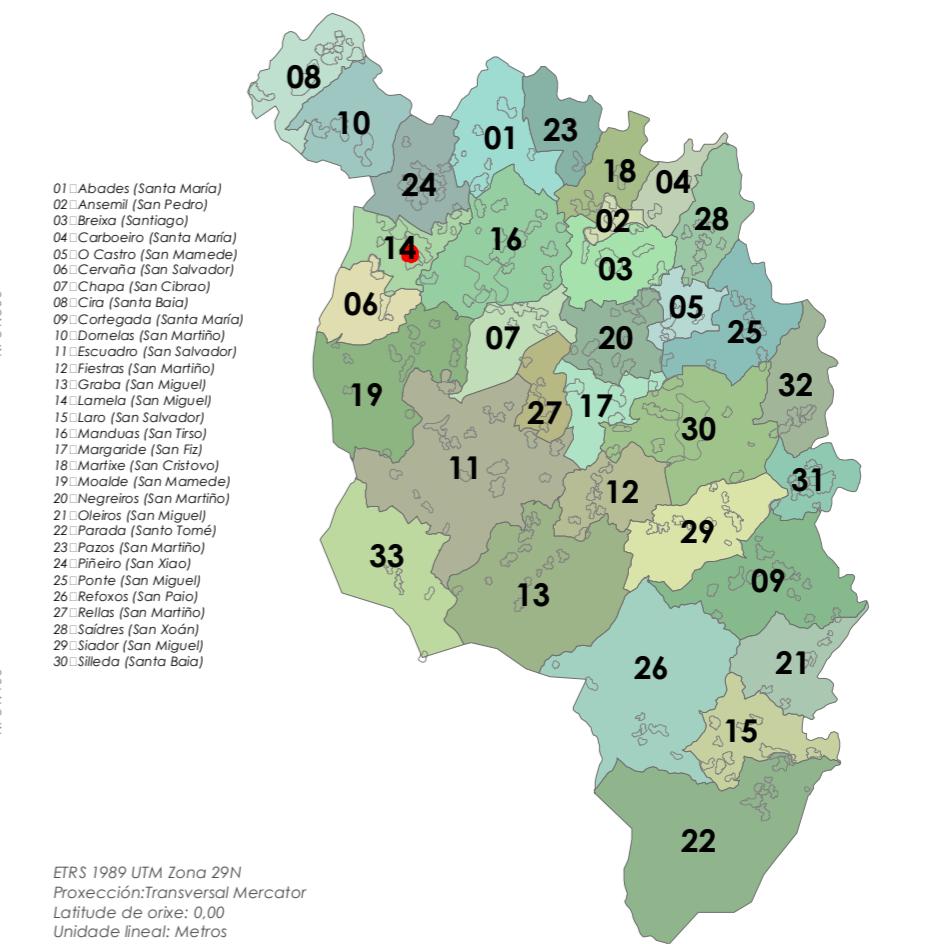 01 Abades (Santa María)
02 Ansemil (San Pedro)
03 Breixa (Santiago)
04 Carboeiro (Santa María)
05 O Castro (San Mamede)
06 Cervaña (San Salvador)
07 Chapa (San Cibrao)
08 Cira (Santa Baia)
09 Cortegada (Santa María)
10 Dornelas (San Martiño)
11 Escuadro (San Salvador)
12 Fiestras (San Martiño)
13 Graba (San Miguel)
14 Lamela (San Miguel)
15 Laro (San Salvador)
16 Manduas (San Tirso)
17 Margaride (San Fiz)
18 Martixe (San Cristovo)
19 Moalde (San Mamede)
20 Negreiros (San Martiño)
21 Oleiros (San Miguel)
22 Parada (Santo Tomé)
23 Pazos (San Martiño)
24 Piñeiro (San Xiao)
25 Ponte (San Miguel)
26 Refoxos (San Paio)
27 Rellas (San Martiño)
28 Saídres (San Xoán)
29 Siador (San Miguel)
30 Silleda (Santa Baia)
08
10
01
23
24
18
04
02
28
14
16
03
06
05
07
20
25
19
27
17
32
30
11
12
31
29
33
13
09
26
21
15
22
ETRS 1989 UTM Zona 29N
Proxección:Transversal Mercator
Latitude de orixe: 0,00
Unidade lineal: Metros